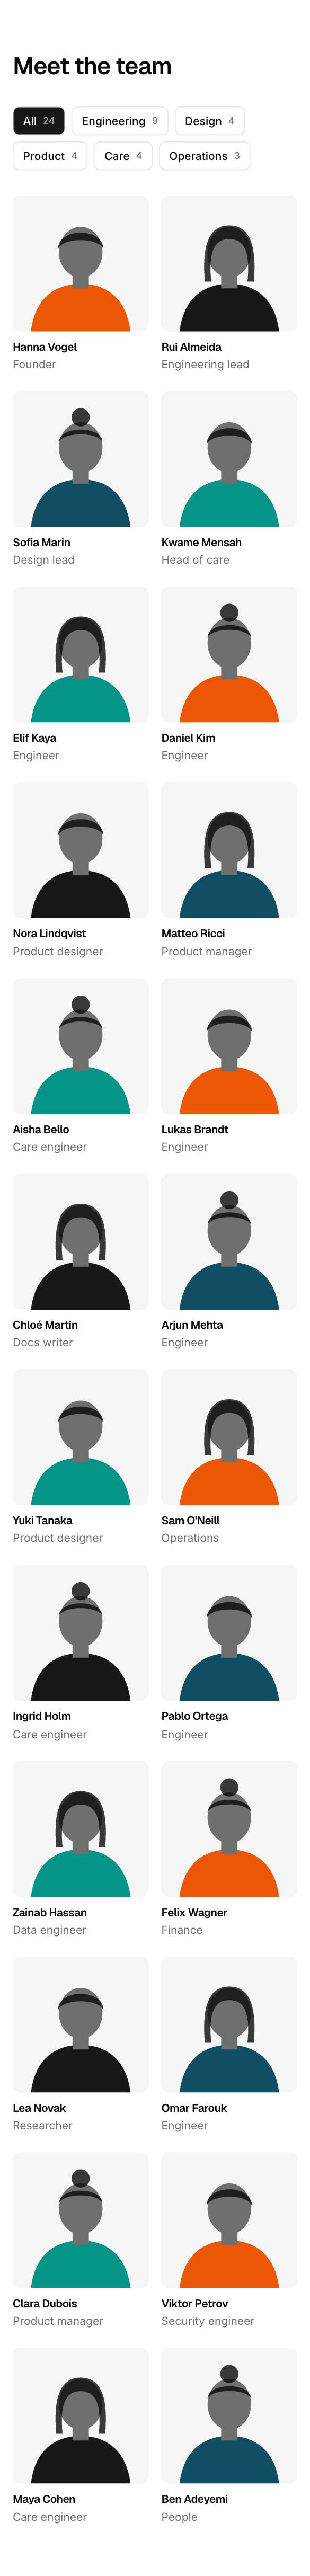 Meet the team
All 24 Engineering 9 Design 4
Product 4 Care 4 Operations 3
Hanna Vogel Rui Almeida
Founder Engineering lead
Sofia Marin Kwame Mensah
Design lead Head of care
Elif Kaya Daniel Kim
Engineer Engineer
Nora Lindqvist Matteo Ricci
Product designer Product manager
Aisha Bello Lukas Brandt
Care engineer Engineer
Chloé Martin Arjun Mehta
Docs writer Engineer
Yuki Tanaka Sam O'Neill
Product designer Operations
Ingrid Holm Pablo Ortega
Care engineer Engineer
Zainab Hassan Felix Wagner
Data engineer Finance
Lea Novak Omar Farouk
Researcher Engineer
Clara Dubois Viktor Petrov
Product manager Security engineer
Maya Cohen Ben Adeyemi
Care engineer People